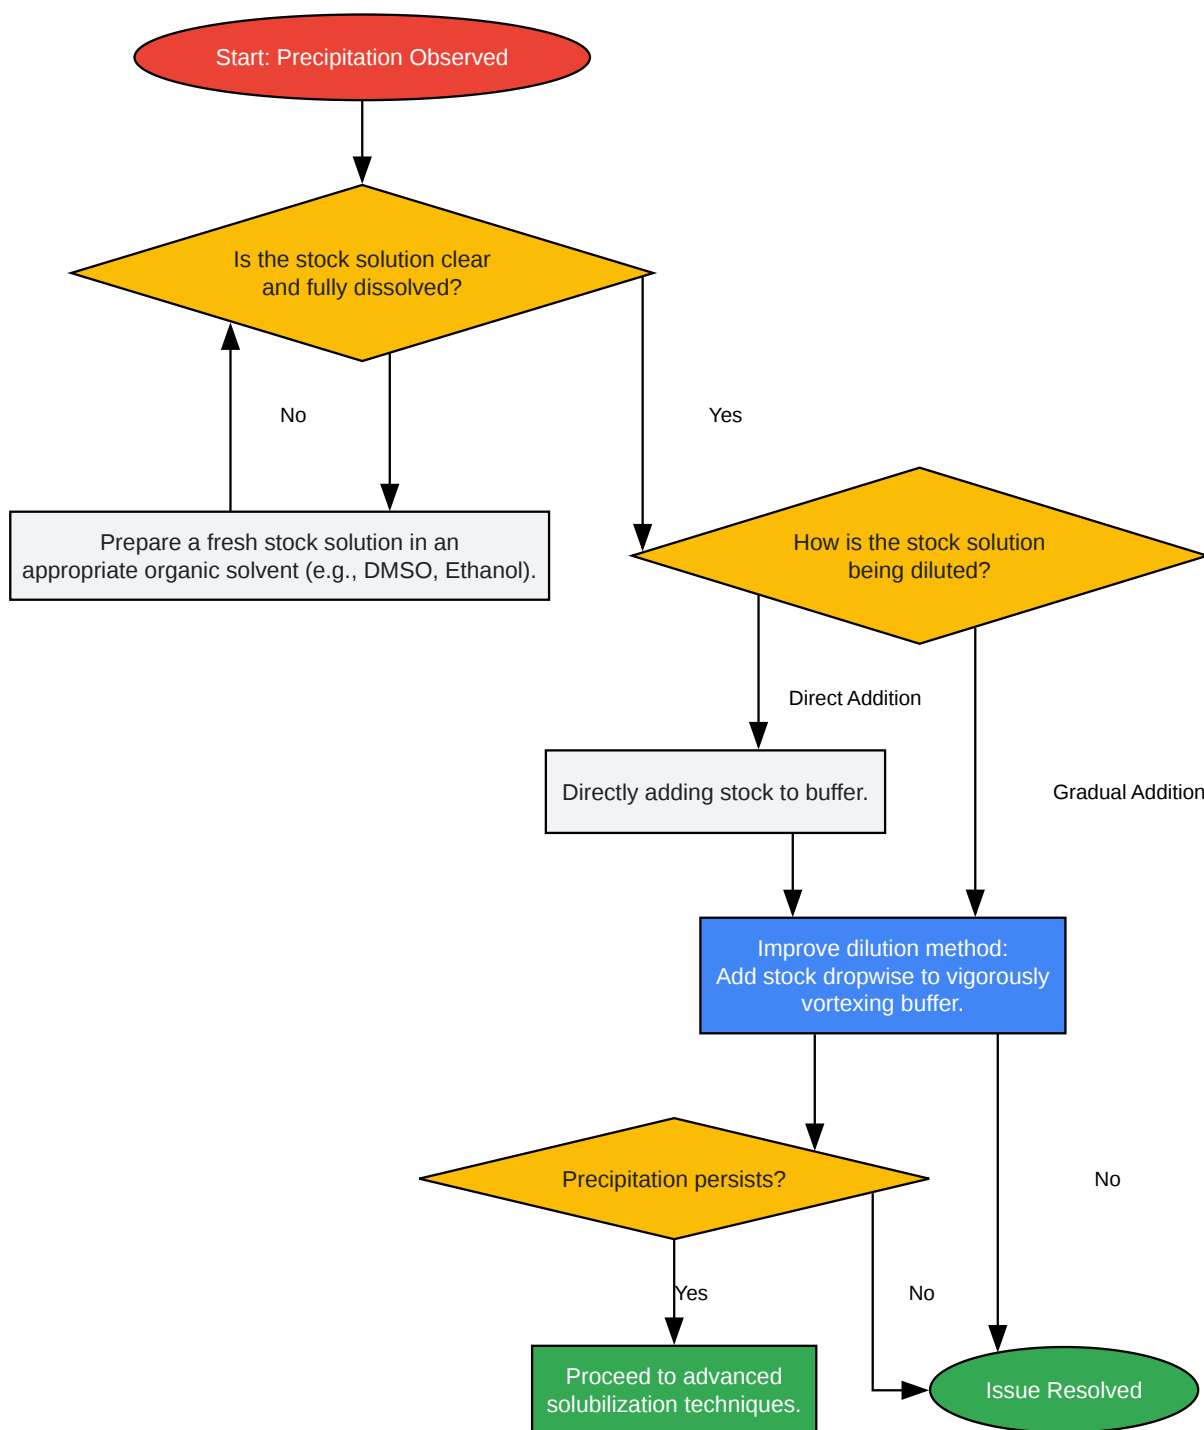 Start: Precipitation Observed
Is the stock solution clear
and fully dissolved?
No
Yes
Prepare a fresh stock solution in an
appropriate organic solvent (e.g., DMSO, Ethanol).
How is the stock solution
being diluted?
Direct Addition
Directly adding stock to buffer.
Gradual Addition
Improve dilution method:
Add stock dropwise to vigorously
vortexing buffer.
Precipitation persists?
No
Yes
No
Proceed to advanced
solubilization techniques.
Issue Resolved